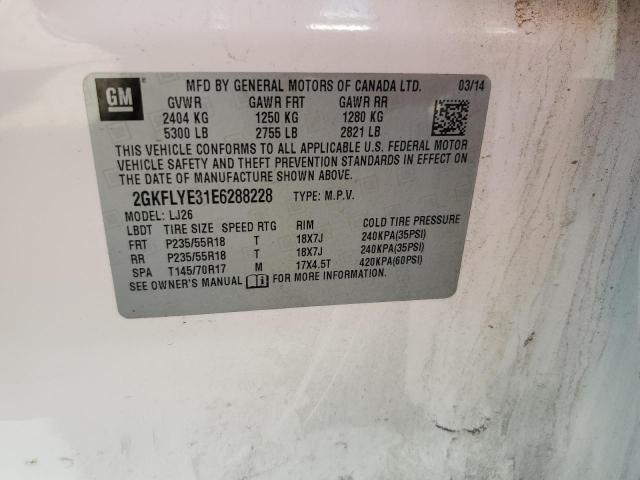 GM
MFD BY GENERAL MOTORS OF CANADA LTD. 03/14
GVWR GAWR FRT GAWR RR
2404 KG 1250 KG 1280 KG
5300 LB 2755 LB 2821 LB
THIS VEHICLE CONFORMS TO ALL APPLICABLE U.S. FEDERAL MOTOR
VEHICLE SAFETY AND THEFT PREVENTION STANDARDS IN EFFECT ON
THE DATE OF MANUFACTURE SHOWN ABOVE.
2GKFLYE31E6288228 TYPE: M.P.V.
MODEL: LJ26
LBDT TIRE SIZE SPEED RTG RIM COLD TIRE PRESSURE
FRT P235/55R18 T 18X7J 240KPA(35PSI)
RR P235/55R18 T 18X7J 240KPA(35PSI)
SPA T145/70R17 M 17X4.5T 420KPA(60PSI)
SEE OWNER'S MANUAL FOR MORE INFORMATION.